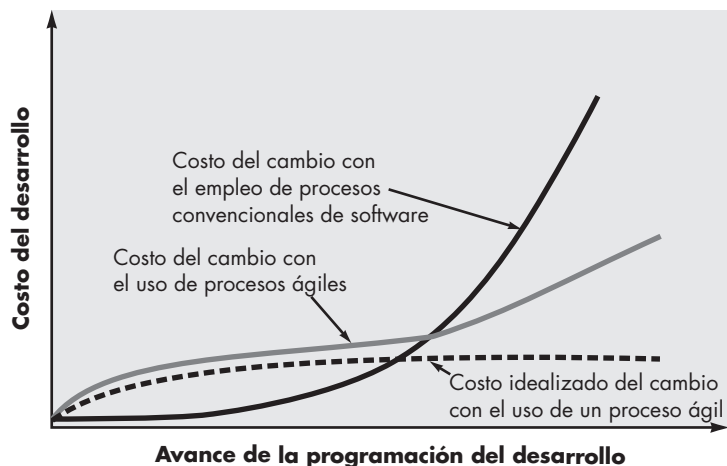 Costo del desarrollo
Costo del cambio con
el empleo de procesos
convencionales de software
Costo del cambio con
el uso de procesos ágiles
Costo idealizado del cambio
con el uso de un proceso ágil
Avance de la programación del desarrollo